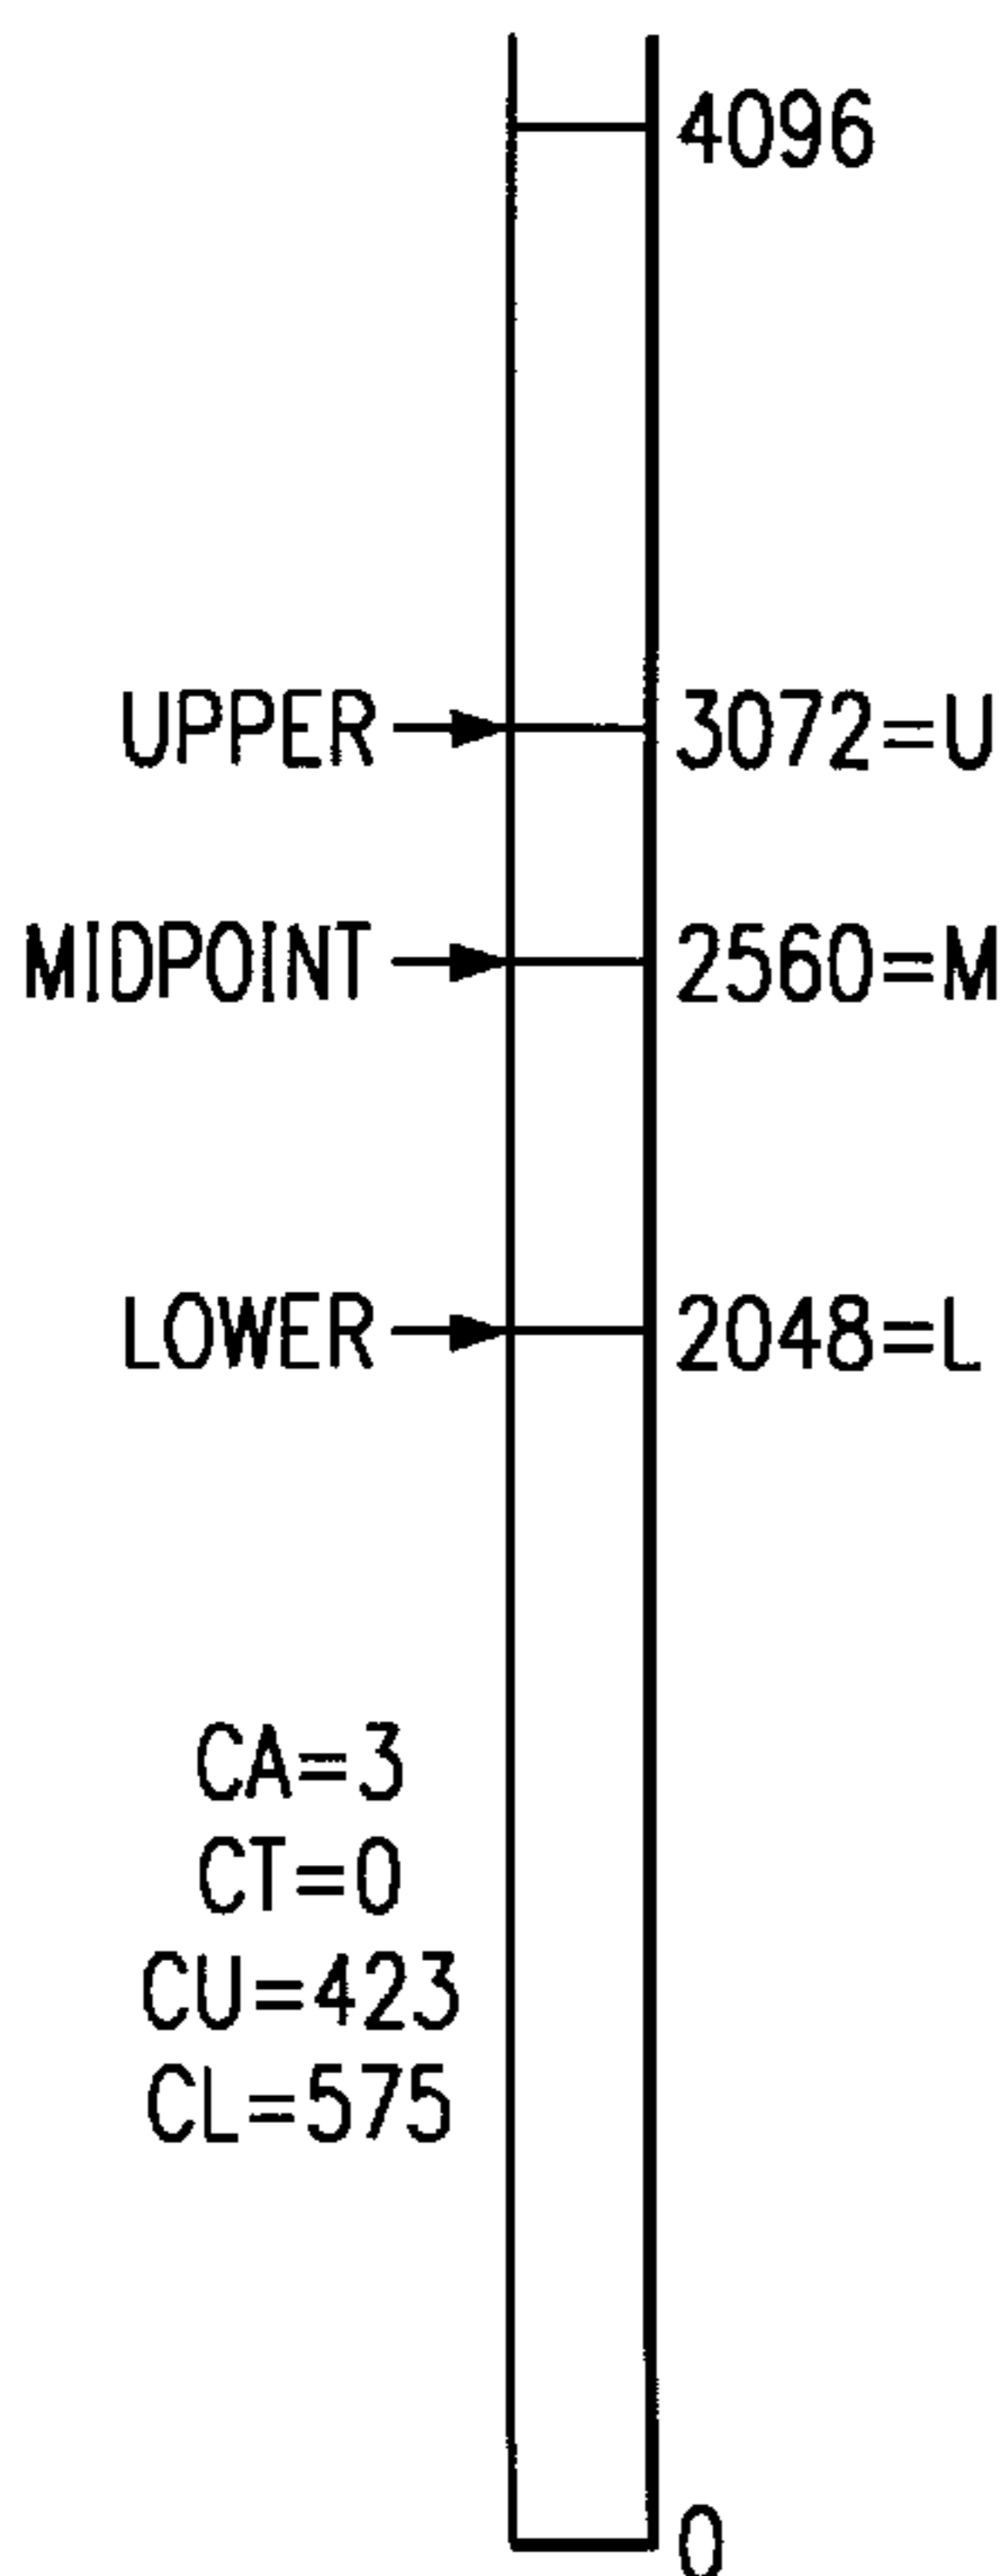 4096
UPPER 3072=U
MIDPOINT 2560=M
LOWER 2048=L
CA=3
CT=0
CU=423
CL=575
0